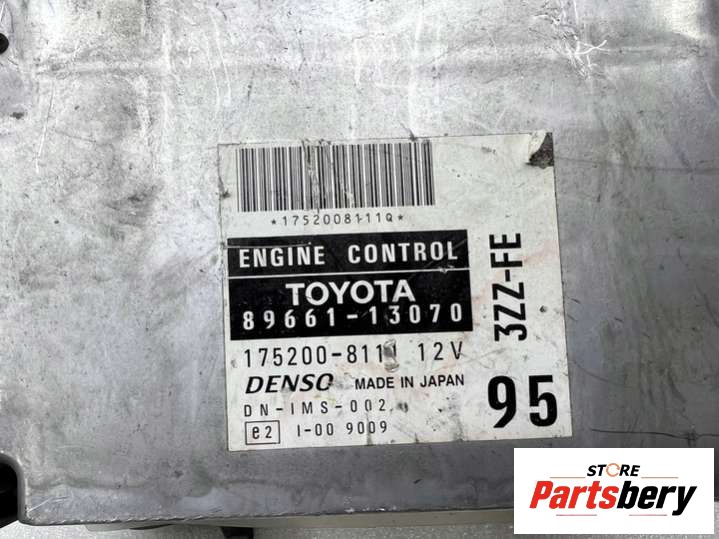 *1752008111Q*
ENGINE CONTROL
TOYOTA
89661-13070
175200-8111 12V
DENSO MADE IN JAPAN
DN-IMS-002
e2 I-00 9009
3ZZ-FE
95
STORE
Partsbery